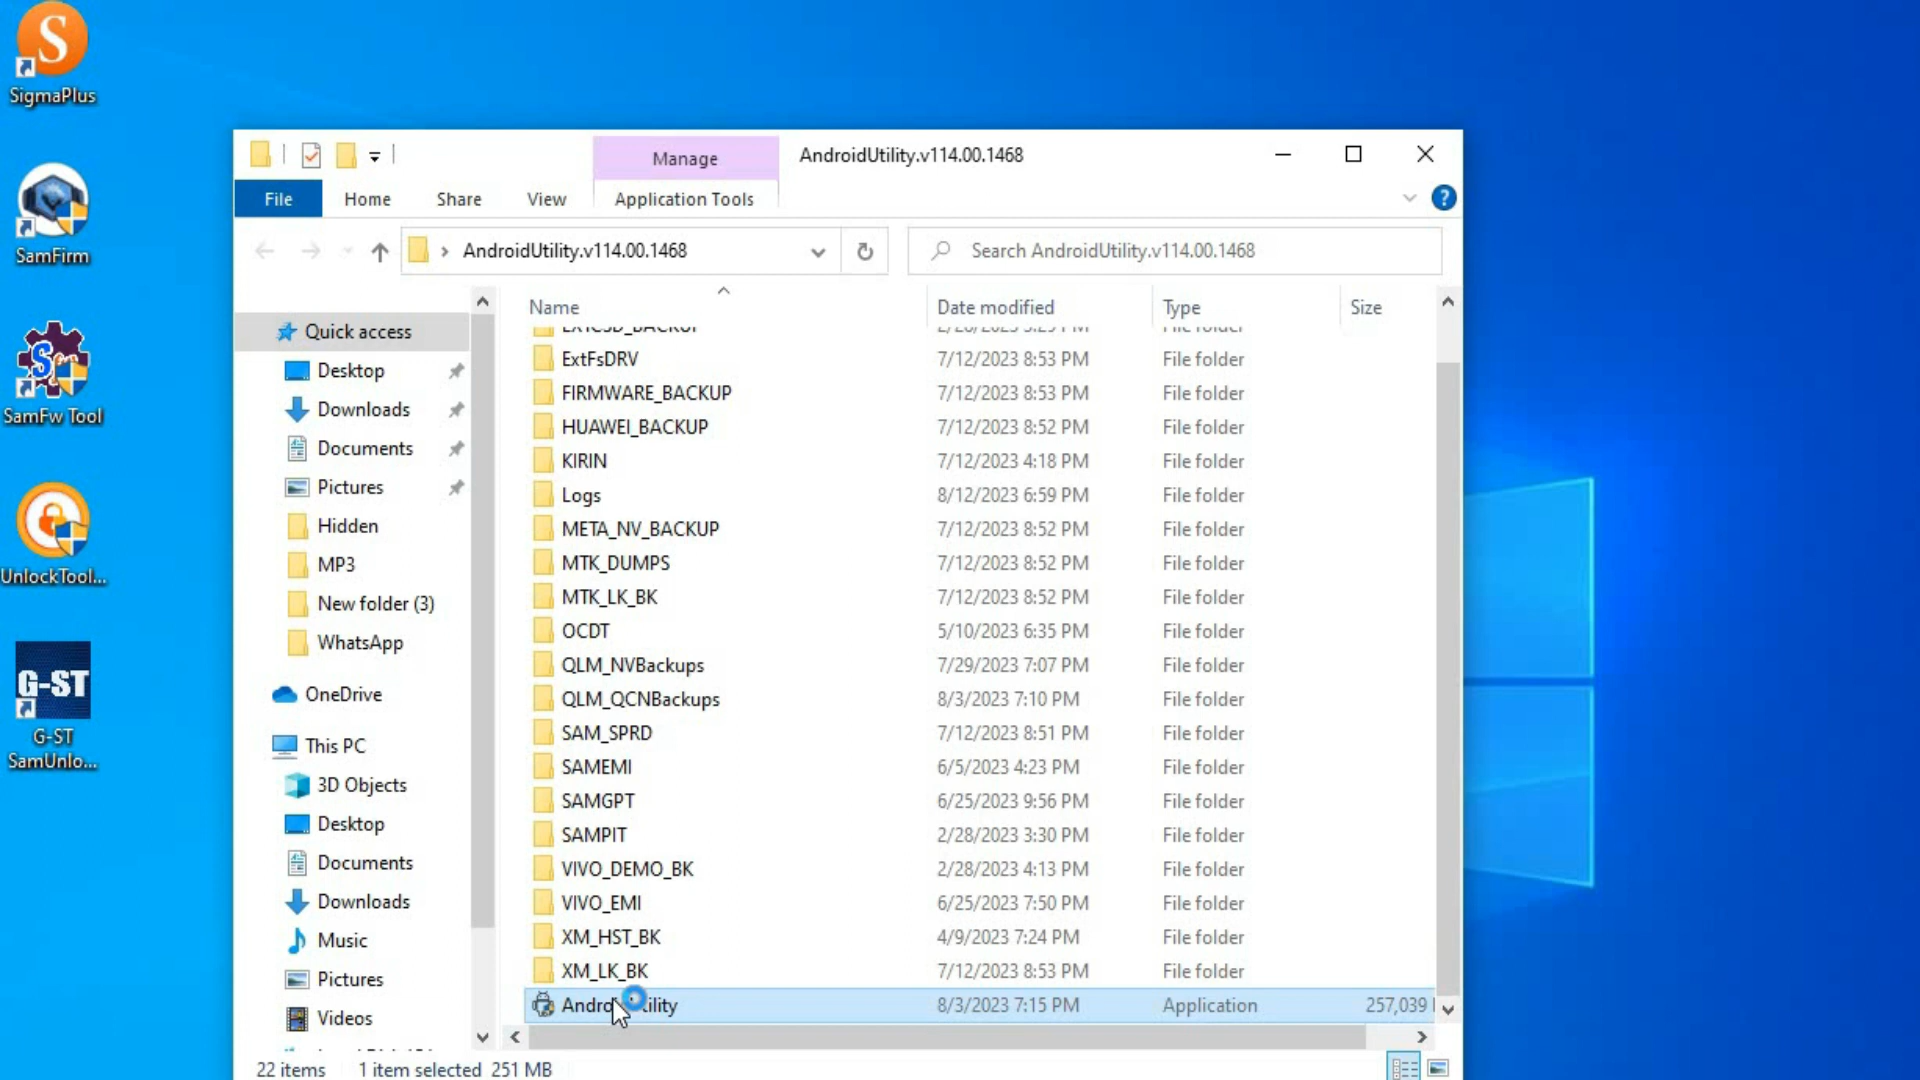 SigmaPlus
SamFirm
SamFw Tool
UnlockTool...
G-ST
G-ST
SamUnlo...
Manage
AndroidUtility.v114.00.1468
File
Home
Share
View
Application Tools
AndroidUtility.v114.00.1468
Search AndroidUtility.v114.00.1468
Quick access
Desktop
Downloads
Documents
Pictures
Hidden
MP3
New folder (3)
WhatsApp
OneDrive
This PC
3D Objects
Desktop
Documents
Downloads
Music
Pictures
Videos
Name Date modified Type Size
ExtFsDRV 7/12/2023 8:53 PM File folder
FIRMWARE_BACKUP 7/12/2023 8:53 PM File folder
HUAWEI_BACKUP 7/12/2023 8:52 PM File folder
KIRIN 7/12/2023 4:18 PM File folder
Logs 8/12/2023 6:59 PM File folder
META_NV_BACKUP 7/12/2023 8:52 PM File folder
MTK_DUMPS 7/12/2023 8:52 PM File folder
MTK_LK_BK 7/12/2023 8:52 PM File folder
OCDT 5/10/2023 6:35 PM File folder
QLM_NVBackups 7/29/2023 7:07 PM File folder
QLM_QCNBackups 8/3/2023 7:10 PM File folder
SAM_SPRD 7/12/2023 8:51 PM File folder
SAMEMI 6/5/2023 4:23 PM File folder
SAMGPT 6/25/2023 9:56 PM File folder
SAMPIT 2/28/2023 3:30 PM File folder
VIVO_DEMO_BK 2/28/2023 4:13 PM File folder
VIVO_EMI 6/25/2023 7:50 PM File folder
XM_HST_BK 4/9/2023 7:24 PM File folder
XM_LK_BK 7/12/2023 8:53 PM File folder
8/3/2023 7:15 PM Application 257,039
22 items 1 item selected 251 MB